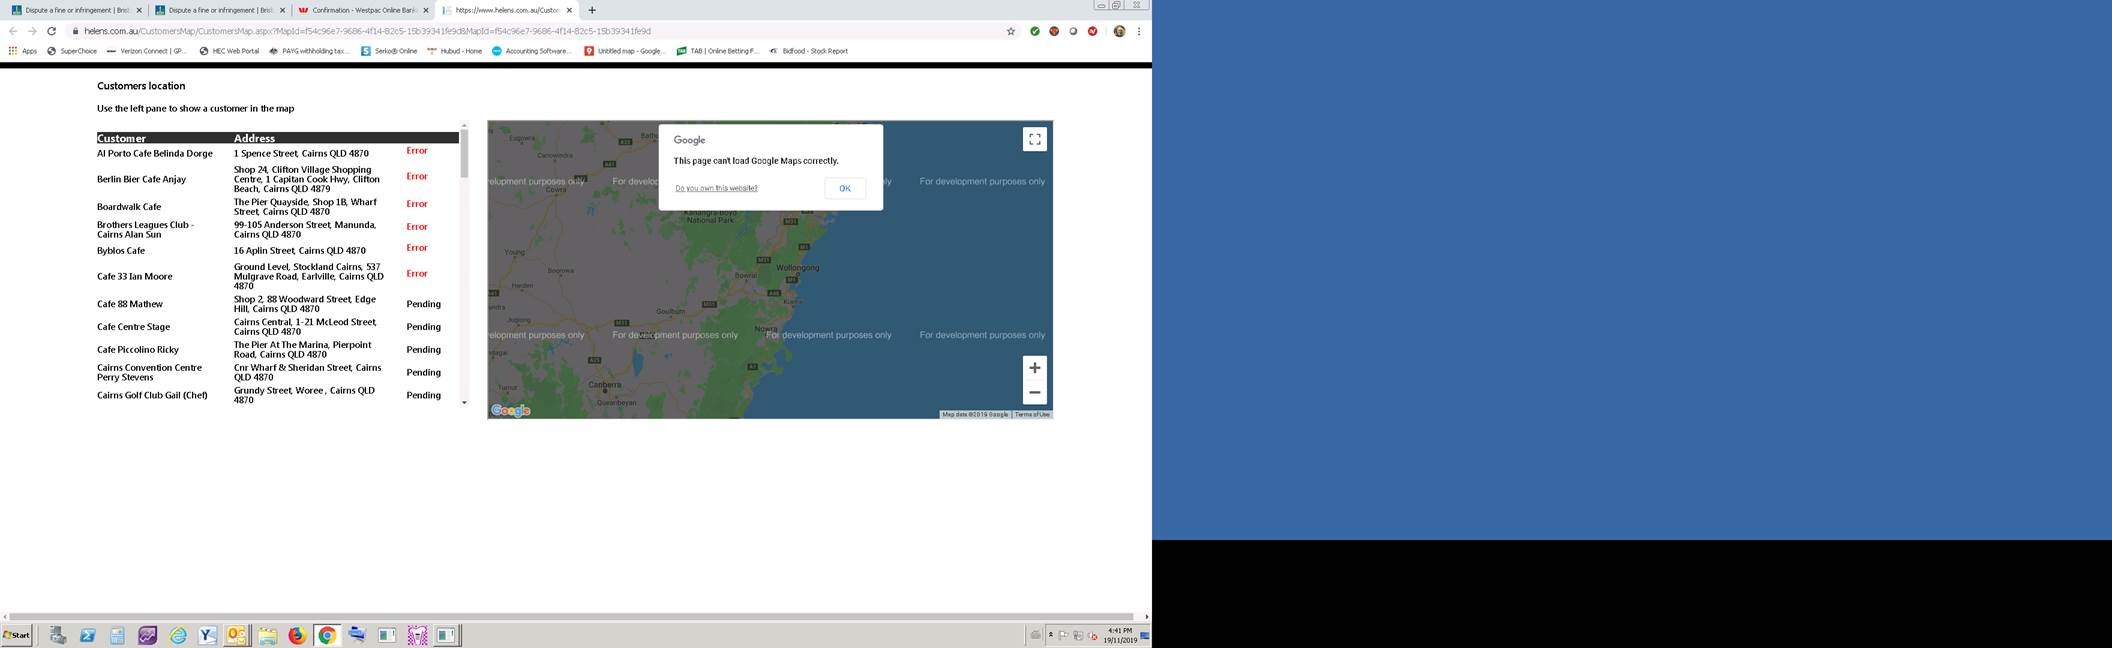 Dispute a fine or infringement | Brist
Dispute a fine or infringement | Brist
Confirmation - Westpac Online Bank
https://www.helens.com.au/Custom
helens.com.au/CustomersMap/CustomersMap.aspx?MapId=f54c96e7-9686-4f14-82c5-15b39341fe9d&MapId=f54c96e7-9686-4f14-82c5-15b39341fe9d
Apps
SuperChoice
Verizon Connect | GP...
HEC Web Portal
PAYG withholding tax...
Serko® Online
Hubud - Home
Accounting Software...
Untitled map - Google...
TAB | Online Betting F...
Bidfood - Stock Report
Customers location
Use the left pane to show a customer in the map
Customer Address
Al Porto Cafe Belinda Dorge 1 Spence Street, Cairns QLD 4870 Error
Berlin Bier Cafe Anjay Shop 24, Clifton Village Shopping
Centre, 1 Capitan Cook Hwy, Clifton
Beach, Cairns QLD 4879 Error
Boardwalk Cafe The Pier Quayside, Shop 1B, Wharf
Street, Cairns QLD 4870 Error
Brothers Leagues Club - 99-105 Anderson Street, Manunda, Error
Cairns Alan Sun Cairns QLD 4870
Byblos Cafe 16 Aplin Street, Cairns QLD 4870 Error
Cafe 33 Ian Moore Ground Level, Stockland Cairns, 537
Mulgrave Road, Earlville, Cairns QLD
4870 Error
Cafe 88 Mathew Shop 2, 88 Woodward Street, Edge
Hill, Cairns QLD 4870 Pending
Cafe Centre Stage Cairns Central, 1-21 McLeod Street,
Cairns QLD 4870 Pending
Cafe Piccolino Ricky The Pier At The Marina, Pierpoint
Road, Cairns QLD 4870 Pending
Cairns Convention Centre Cnr Wharf & Sheridan Street, Cairns
Perry Stevens QLD 4870 Pending
Cairns Golf Club Gail (Chef) Grundy Street, Woree , Cairns QLD
4870 Pending
Google
This page can't load Google Maps correctly.
Do you own this website?
OK
Eugowra
Canowindra
Cowra
velopment purposes only
For develop
ly
For development purposes only
Kanangra-Boyd
National Park
Young
Boorowa
Harden
Bowral
Wollongong
Kiama
Jugiong
Goulburn
Nowra
velopment purposes only
For development purposes only
For development purposes only
For development purposes only
Tumut
Canberra
Queanbeyan
Google
Map data ©2019 Google
Terms of Use
Start
4:41 PM
19/11/2019